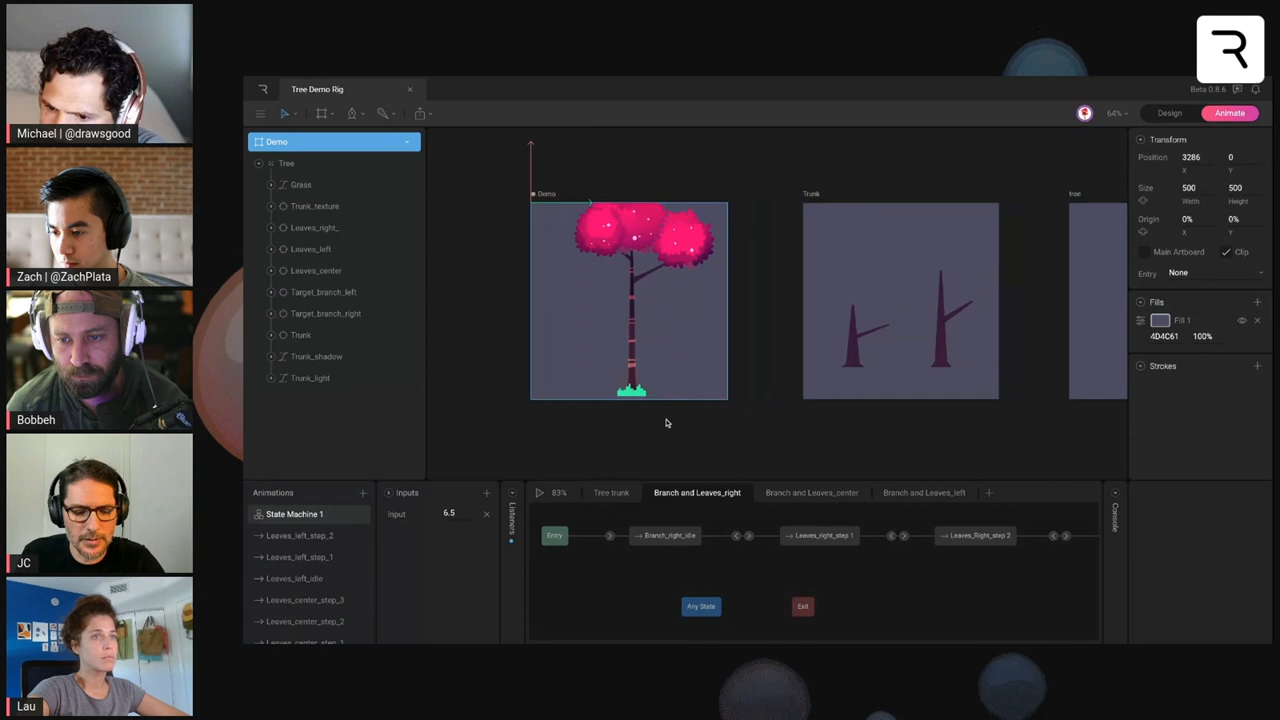 Michael | @drawsgood
Zach | @ZachPlata
Bobbeh
JC
Lau
Tree Demo Rig
Beta 0.8.6
64%
Design
Animate
Demo
Tree
Grass
Trunk_texture
Leaves_right_
Leaves_left
Leaves_center
Target_branch_left
Target_branch_right
Trunk
Trunk_shadow
Trunk_light
Demo
Trunk
tree
Transform
Position 3286 0
X Y
Size 500 500
Width Height
Origin 0% 0%
X Y
Main Artboard Clip
Entry None
Fills
Fill 1
4D4C61 100%
Strokes
Animations
State Machine 1
Leaves_left_step_2
Leaves_left_step_1
Leaves_left_idle
Leaves_center_step_3
Leaves_center_step_2
Leaves_center_step_1
Inputs
input 6.5
Listeners
83%
Tree trunk
Branch and Leaves_right
Branch and Leaves_center
Branch and Leaves_left
Entry
Branch_right_idle
Leaves_right_step 1
Leaves_Right_step 2
Any State
Exit
Console